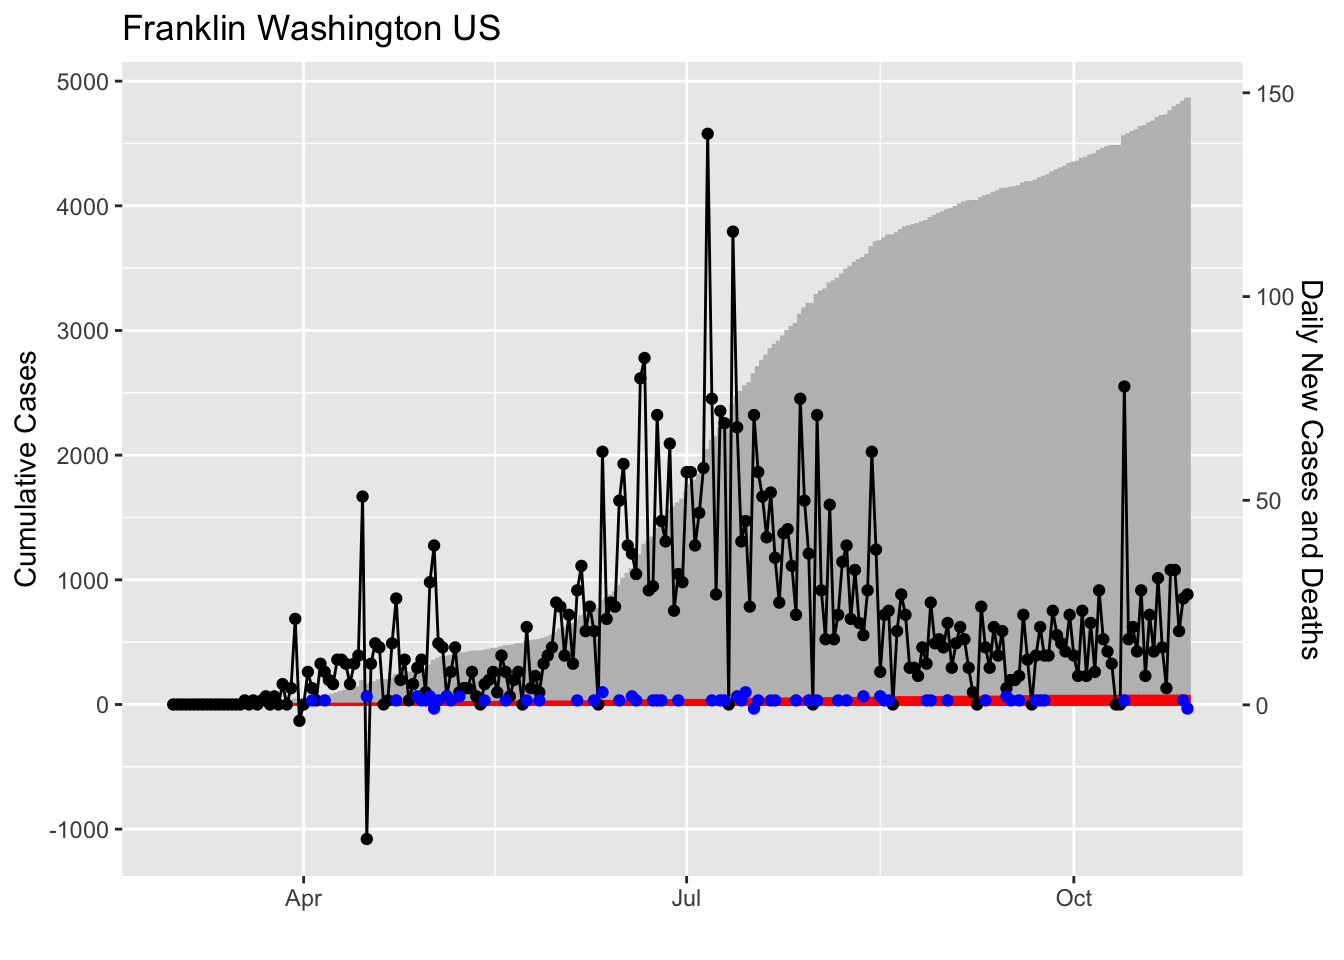 Franklin Washington US
5000
4000
3000
2000
1000
0
-1000
Cumulative Cases
150
100
50
0
Daily New Cases and Deaths
Apr
Jul
Oct